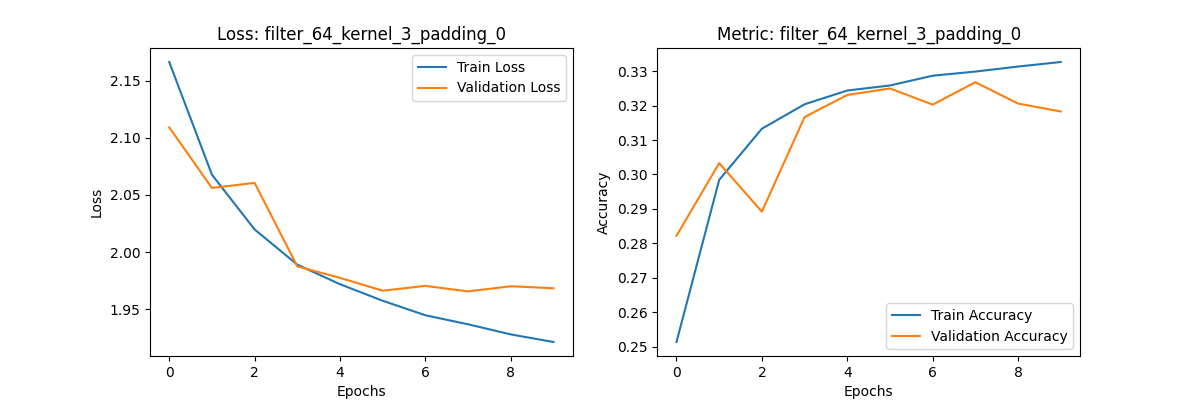 Loss: filter_64_kernel_3_padding_0
Train Loss
Validation Loss
2.15
2.10
2.05
2.00
1.95
Loss
0 2 4 6 8
Epochs
Metric: filter_64_kernel_3_padding_0
0.33
0.32
0.31
0.30
0.29
0.28
0.27
0.26
0.25
Accuracy
Train Accuracy
Validation Accuracy
0 2 4 6 8
Epochs